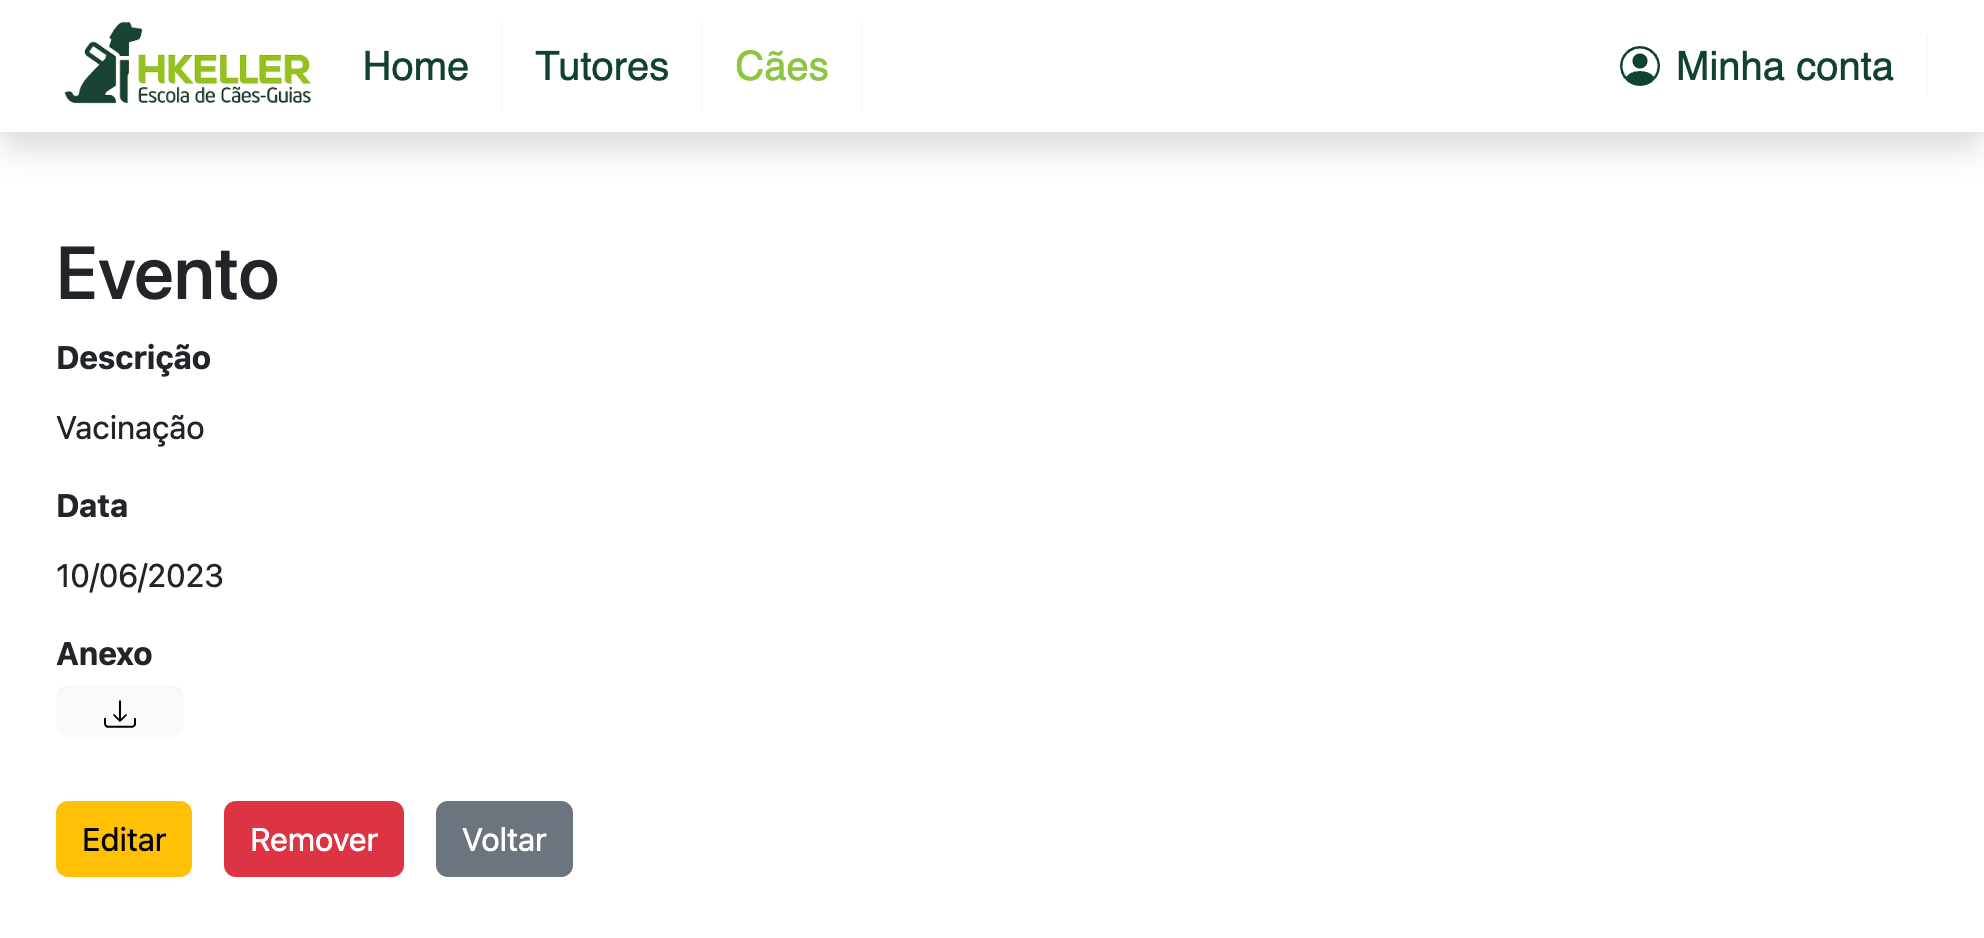 HKELLER
Escola de Cães-Guias
Home
Tutores
Cães
Minha conta
Evento
Descrição
Vacinação
Data
10/06/2023
Anexo
Editar
Remover
Voltar